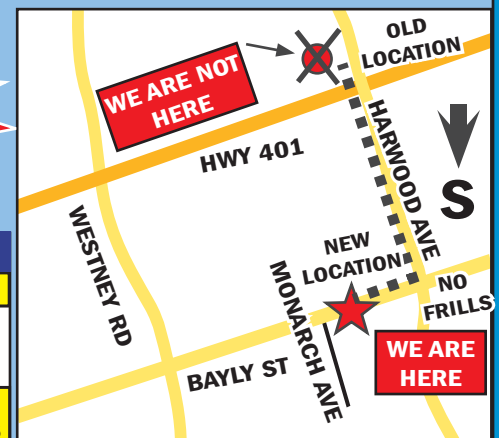 OLD
LOCATION
WE ARE NOT
HERE
HWY 401
HARWOOD AVE
S
WESTNEY RD
NEW
LOCATION
MONARCH AVE
NO
FRILLS
BAYLY ST
WE ARE
HERE